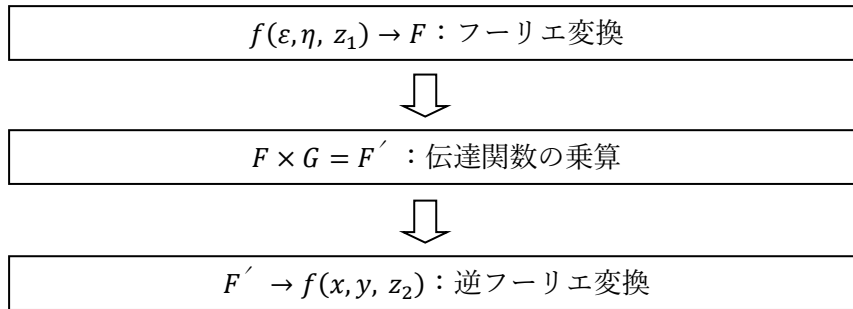 f(ε,η, z₁) → F：フーリエ変換
F × G = F′ ：伝達関数の乗算
F′ → f(x, y, z₂)：逆フーリエ変換